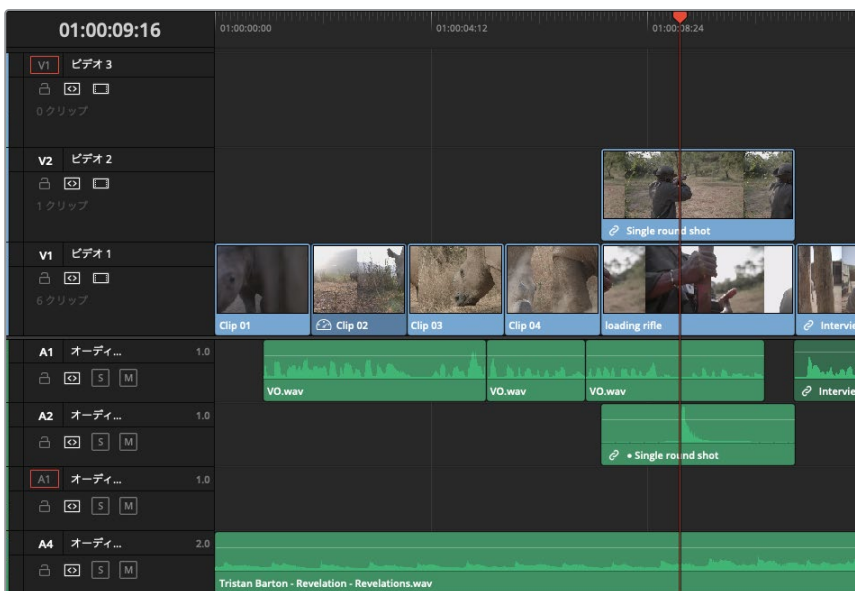 01:00:09:16
01:00:00:00
01:00:04:12
01:00:08:24
V1 ビデオ 3
0 クリップ
V2 ビデオ 2
1 クリップ
Single round shot
V1 ビデオ 1
6 クリップ
Clip 01
Clip 02
Clip 03
Clip 04
loading rifle
Intervie
A1 オーディ... 1.0
S M
VO.wav
VO.wav
VO.wav
Intervie
A2 オーディ... 1.0
S M
• Single round shot
A1 オーディ... 1.0
S M
A4 オーディ... 2.0
S M
Tristan Barton - Revelation - Revelations.wav